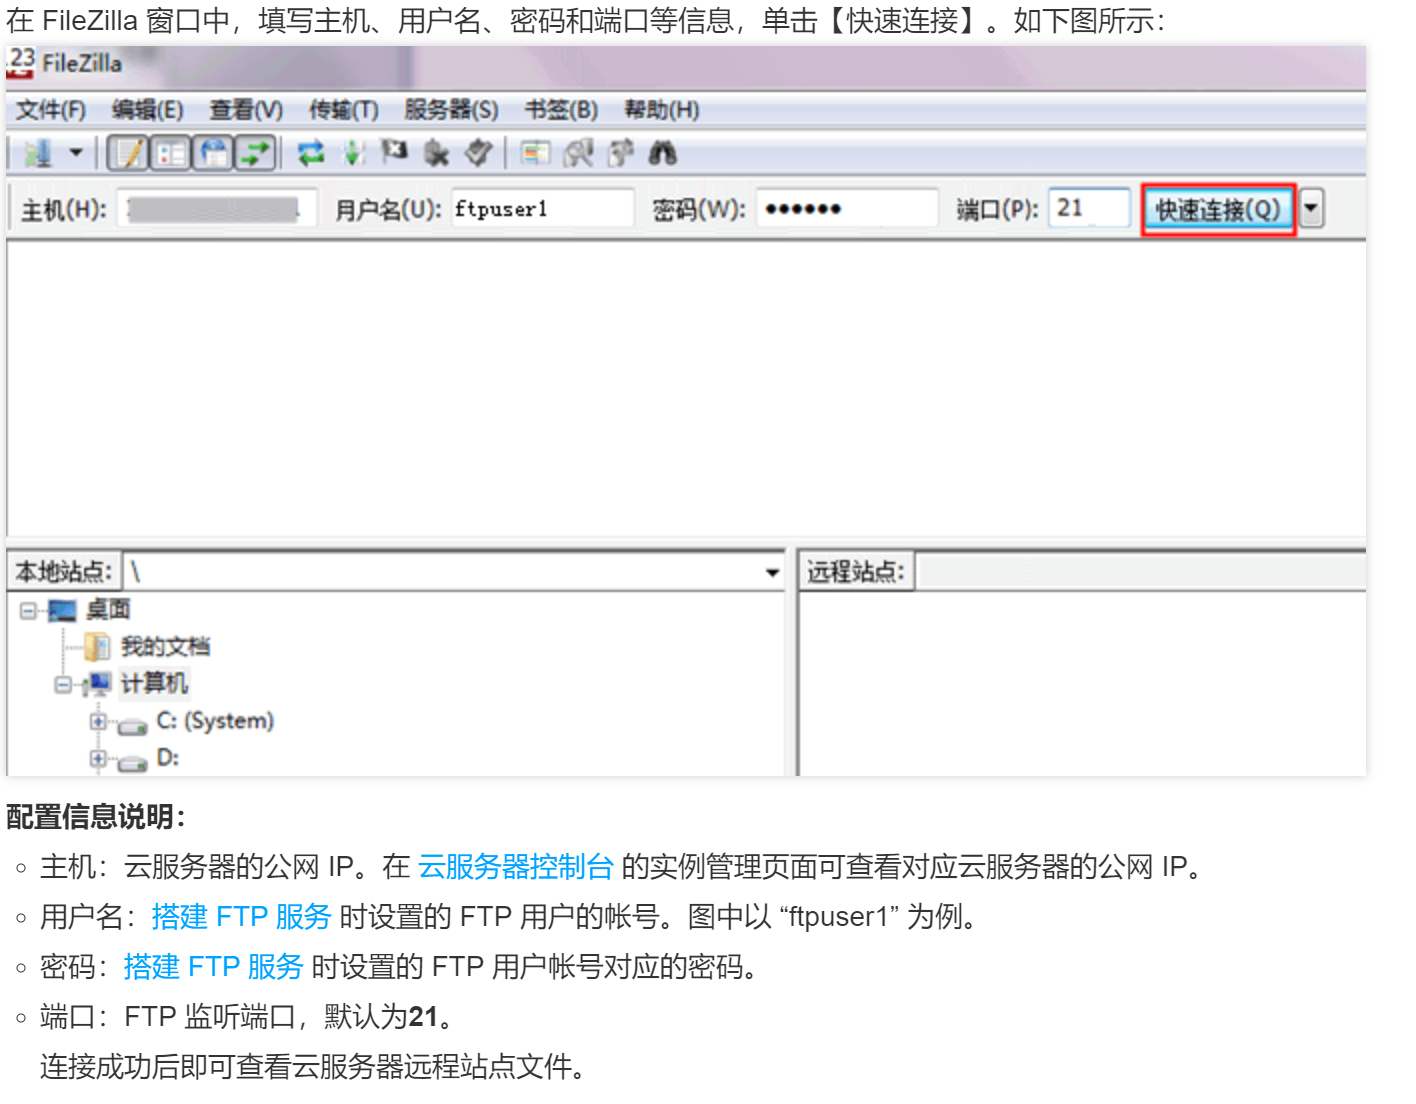 在 FileZilla 窗口中，填写主机、用户名、密码和端口等信息，单击【快速连接】。如下图所示：
FileZilla
文件(F) 编辑(E) 查看(V) 传输(T) 服务器(S) 书签(B) 帮助(H)
主机(H): 用户名(U): ftpuser1 密码(W): ●●●●●● 端口(P): 21 快速连接(Q)
本地站点: \ 远程站点:
桌面
我的文档
计算机
C: (System)
D:
配置信息说明：
主机：云服务器的公网 IP。在 云服务器控制台 的实例管理页面可查看对应云服务器的公网 IP。
用户名：搭建 FTP 服务 时设置的 FTP 用户的帐号。图中以 “ftpuser1” 为例。
密码：搭建 FTP 服务 时设置的 FTP 用户帐号对应的密码。
端口：FTP 监听端口，默认为21。
连接成功后即可查看云服务器远程站点文件。